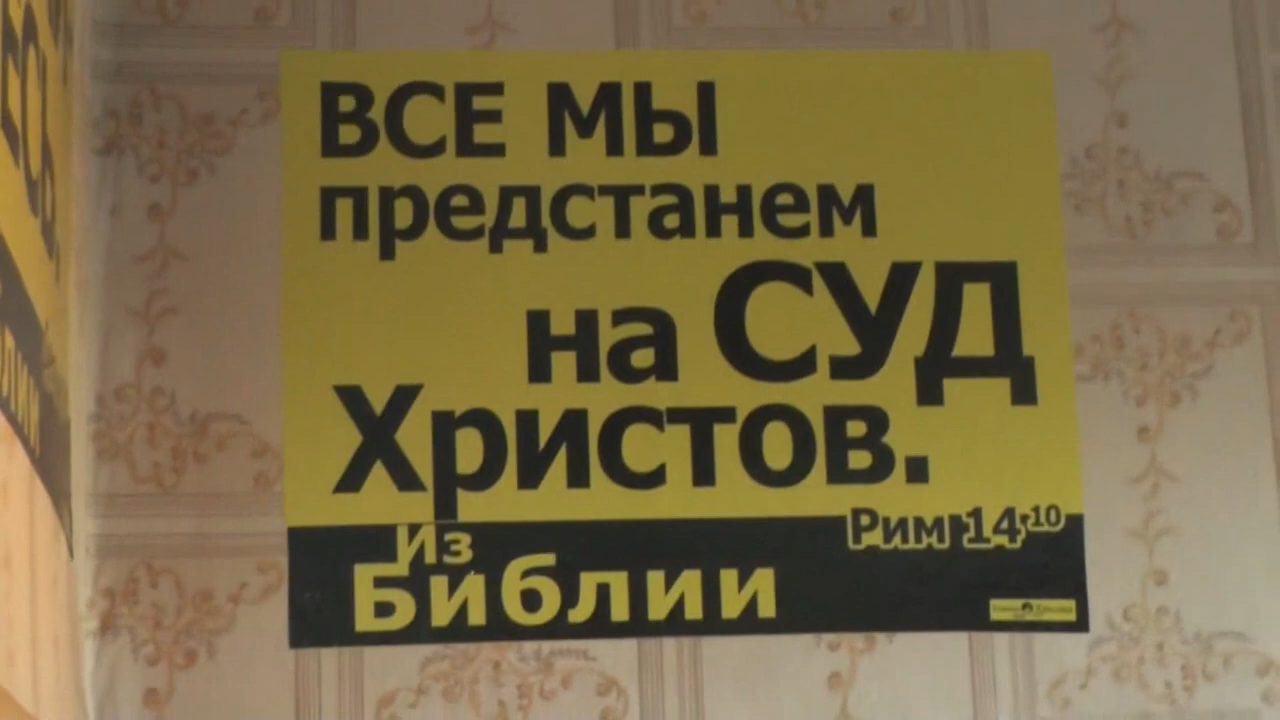 ВСЕ МЫ
предстанем
на СУД
Христов.
Рим 14,10
Из
Библии